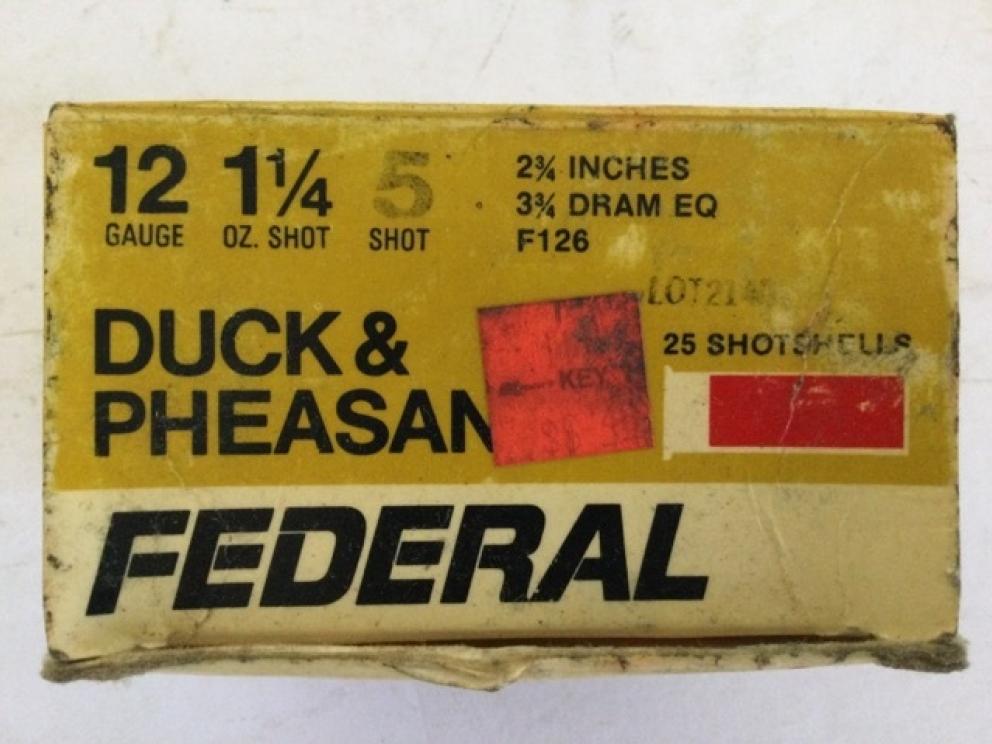 12 1¼ 5
GAUGE OZ. SHOT SHOT
2¾ INCHES
3¾ DRAM EQ
F126
25 SHOTSHELLS
DUCK &
PHEASAN
KEY
FEDERAL